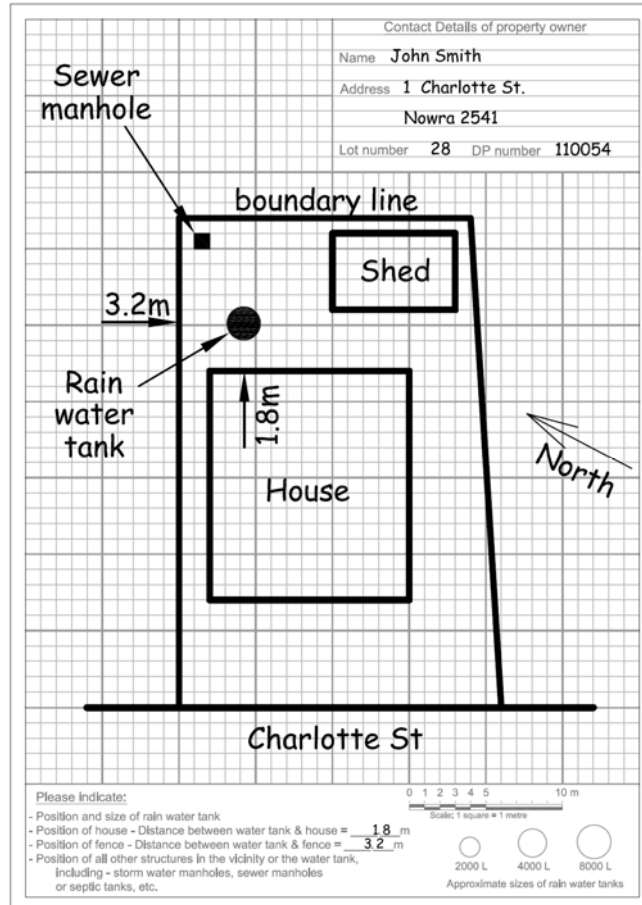 Contact Details of property owner
Name John Smith
Address 1 Charlotte St.
Nowra 2541
Lot number 28 DP number 110054
Sewer
manhole
boundary line
Shed
3.2m
Rain
water
tank
1.8m
House
North
Charlotte St
Please indicate:
- Position and size of rain water tank
- Position of house - Distance between water tank & house = 1.8 m
- Position of fence - Distance between water tank & fence = 3.2 m
- Position of all other structures in the vicinity or the water tank,
including - storm water manholes, sewer manholes
or septic tanks, etc.
0 1 2 3 4 5 10 m
Scale; 1 square = 1 metre
2000 L 4000 L 8000 L
Approximate sizes of rain water tanks